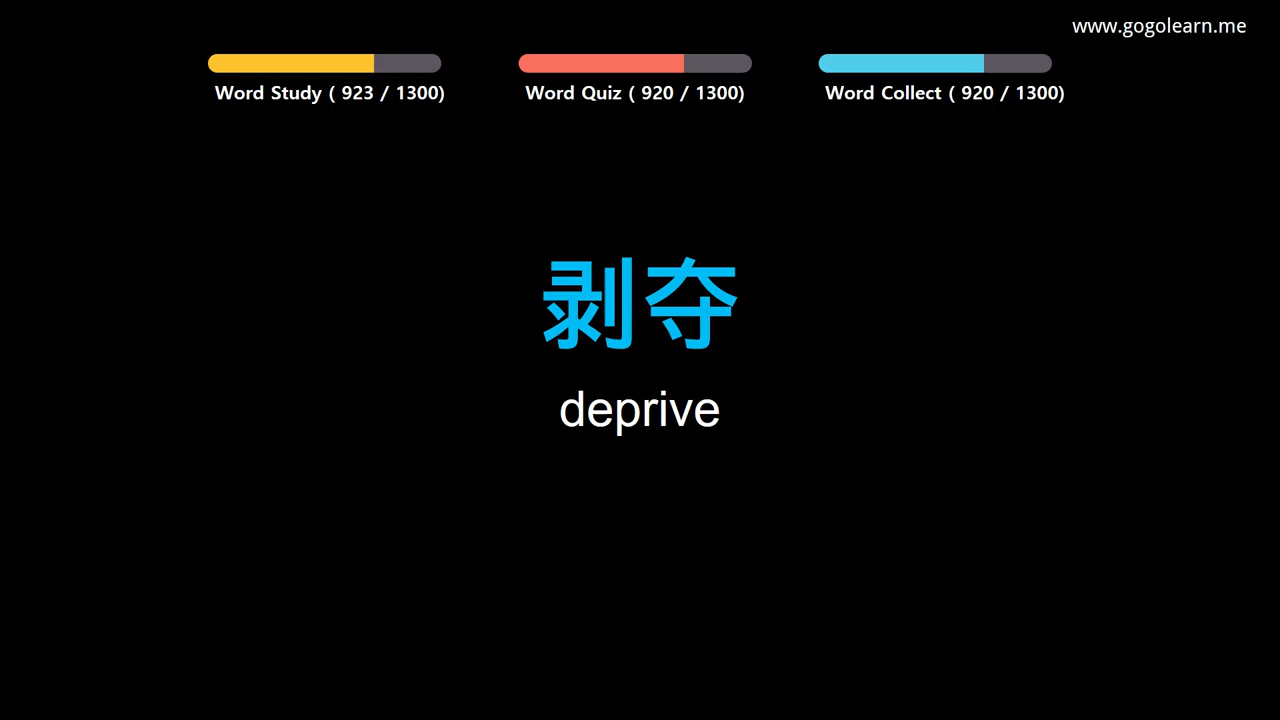 www.gogolearn.me
Word Study ( 923 / 1300)
Word Quiz ( 920 / 1300)
Word Collect ( 920 / 1300)
剥夺
deprive